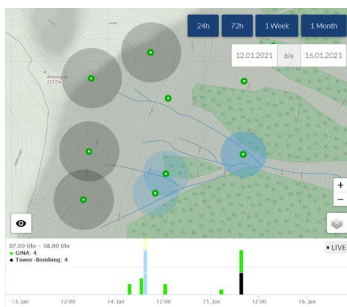 24h 72h 1 Week 1 Month
12.01.2021 bis 16.01.2021
+
−
07.00 Uhr - 08.00 Uhr
GINA: 4
Tower-Bombing: 4
LIVE
13. Jan 12:00 14. Jan 12:00 15. Jan 12:00 16. Jan